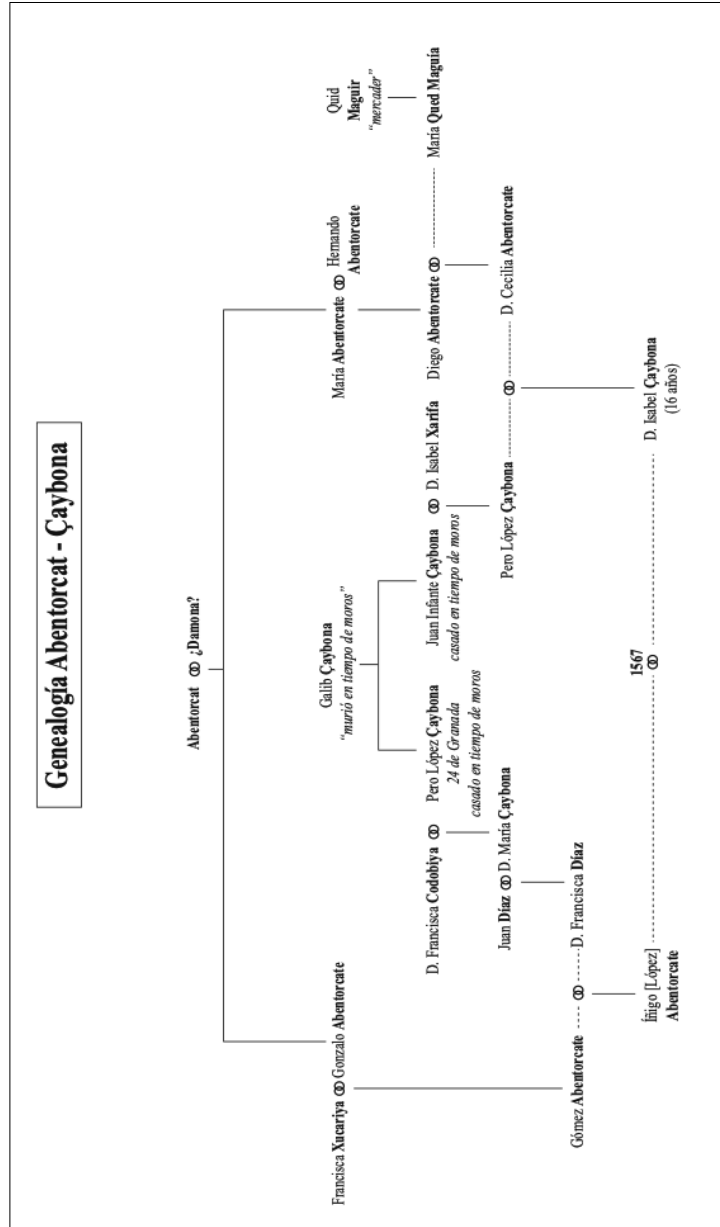 Genealogía Abentorcat - Çaybona
Abentorcat ⚭ ¿Damona?
Quid
Maguir
“mercader”
Galib Çaybona
“murió en tiempo de moros”
Francisca Xucariya ⚭ Gonzalo Abentorcate
María Abentorcate ⚭ Hernando
Abentorcate
D. Francisca Codobiya ⚭ Pero López Çaybona
24 de Granada
casado en tiempo de moros
Juan Infante Çaybona ⚭ D. Isabel Xarifa
casado en tiempo de moros
Diego Abentorcate ⚭ María Qued Maguía
Juan Díaz ⚭ D. María Çaybona
Pero López Çaybona ⚭ D. Cecilia Abentorcate
Gómez Abentorcate ⚭ D. Francisca Díaz
1567
Íñigo [López] ⚭ D. Isabel Çaybona
Abentorcate
(16 años)